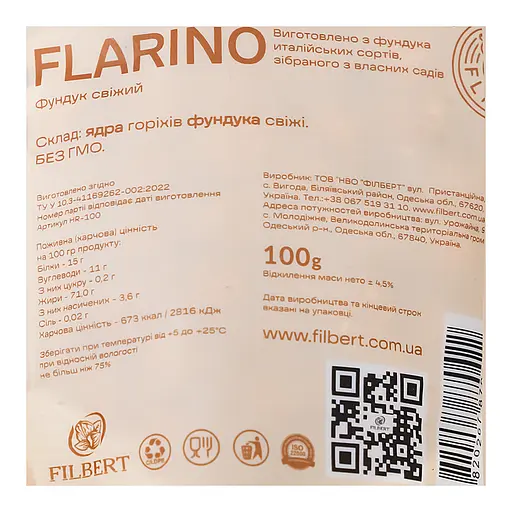 FLARINO
Фундук свіжий
Виготовлено з фундука
італійських сортів,
зібраного з власних садів
Склад: ядра горіхів фундука свіжі.
БЕЗ ГМО.
Виготовлено згідно
ТУ У 10.3-41169262-002:2022
Номер партії відповідає даті виготовлення
Артикул HR-100
Поживна (харчова) цінність
на 100 гр продукту:
Білки - 15 г
Вуглеводи - 11 г
З них цукру - 0,2 г
Жири - 71,0 г
З них насичених - 3,6 г
Сіль - 0,02 г
Харчова цінність - 673 ккал / 2816 кДж
Зберігати при температурі від +5 до +25°C
при відносній вологості
не більш ніж 75%
Виробник: ТОВ "НВО "ФІЛБЕРТ" вул. Пристанційна,
с. Вигода, Біляївський район, Одеська обл., 67620,
Україна. Тел.:+38 067 519 31 10. www.filbert.com.ua
Адреса потужностей виробництва: вул. Урожайна,
с. Молодіжне, Великодолинська територіальна гром
Одеський р-н., Одеська обл., 67840, Україна.
100g
Відхилення маси нето ± 4,5%
Дата виробництва та кінцевий строк
вказані на упаковці.
www.filbert.com.ua
FILBERT
C/LDPE
ISO
22000
FILBERT